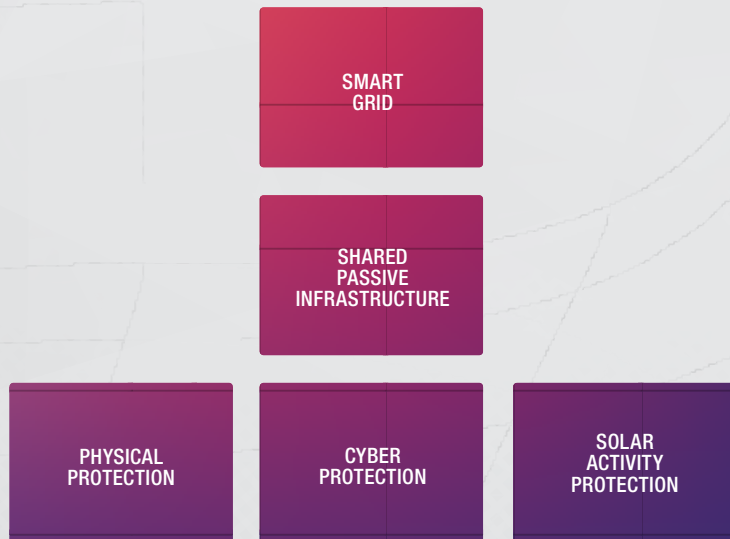 SMART
GRID
SHARED
PASSIVE
INFRASTRUCTURE
PHYSICAL
PROTECTION
CYBER
PROTECTION
SOLAR
ACTIVITY
PROTECTION